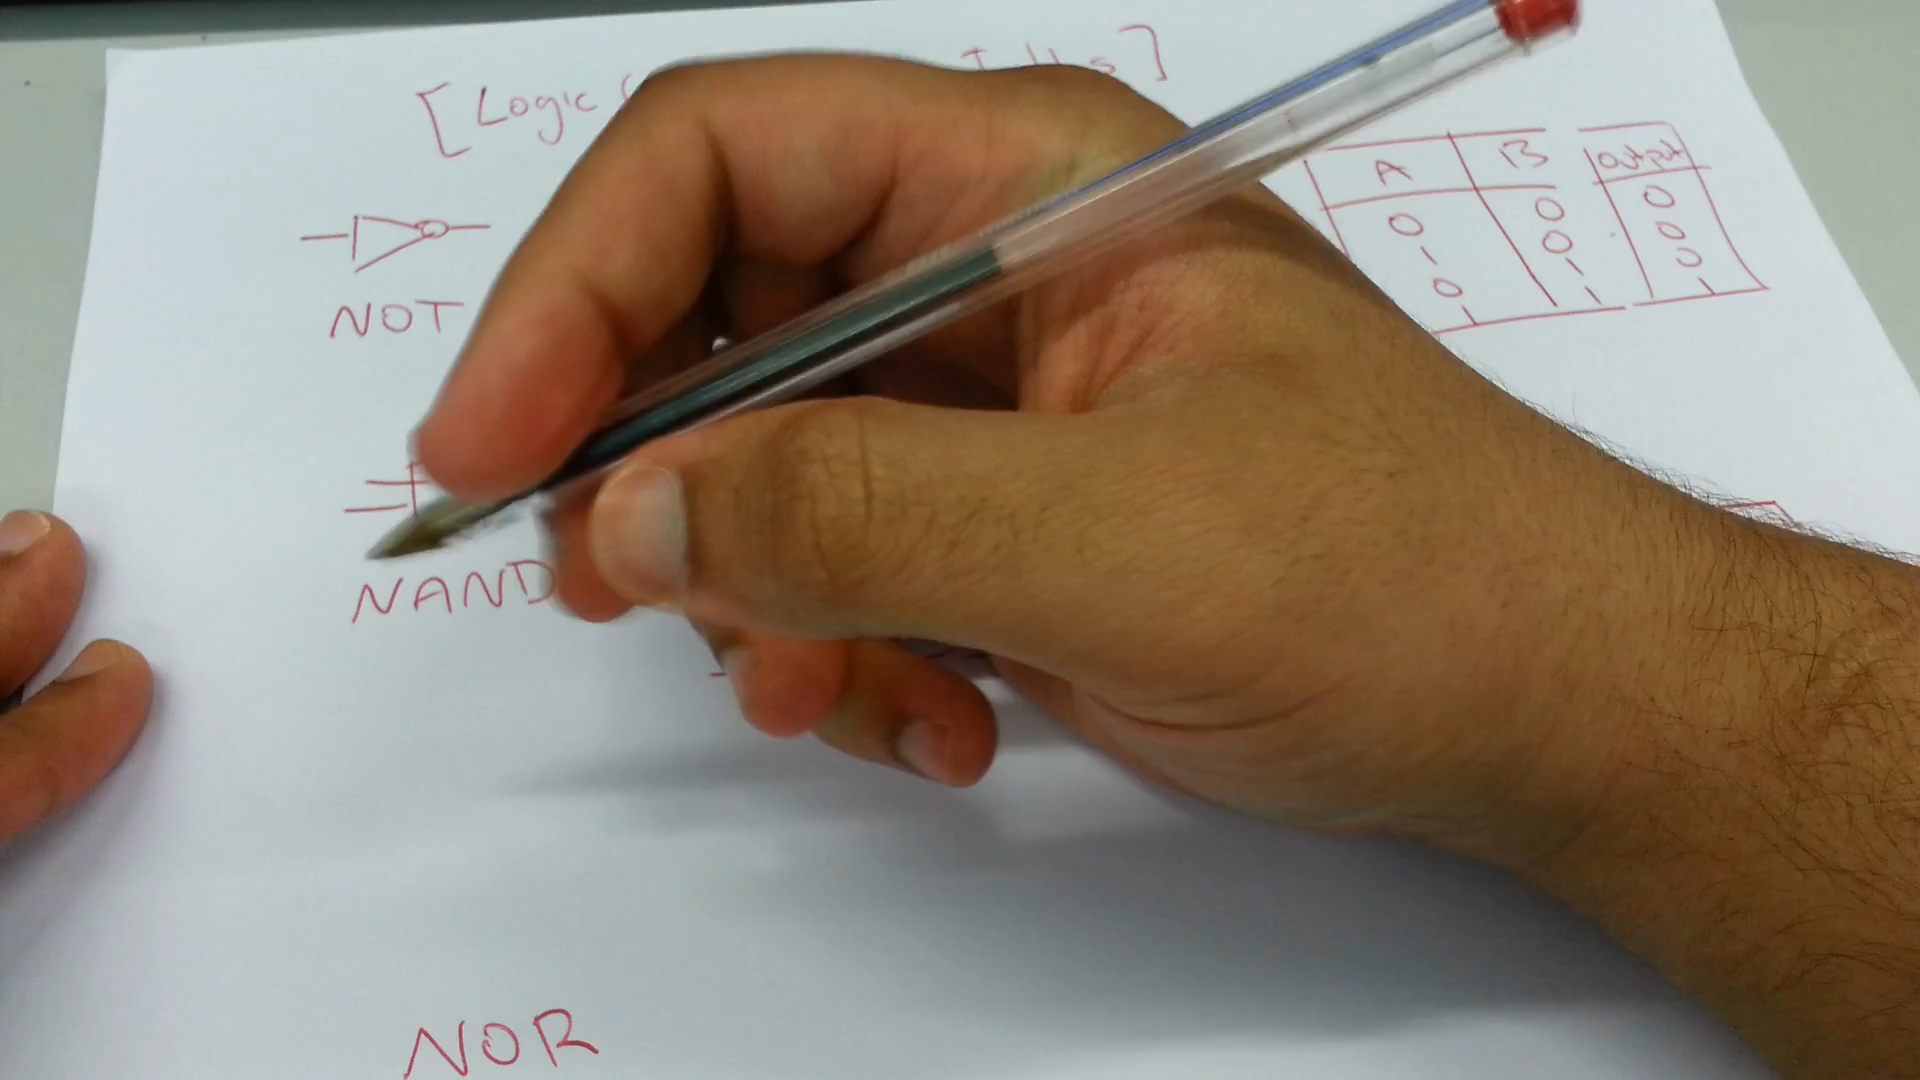 [Logic
]
A B Output
0 0 0
1 0 0
0 1 0
1 1 1
NOT
NAND
NOR